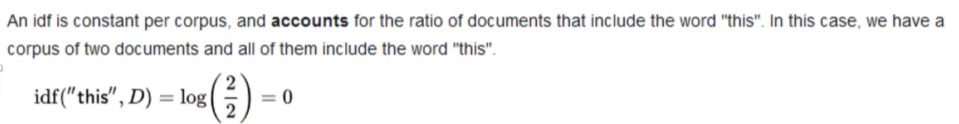 An idf is constant per corpus, and accounts for the ratio of documents that include the word "this". In this case, we have a
corpus of two documents and all of them include the word "this".
idf("this", D) = log(2/2) = 0